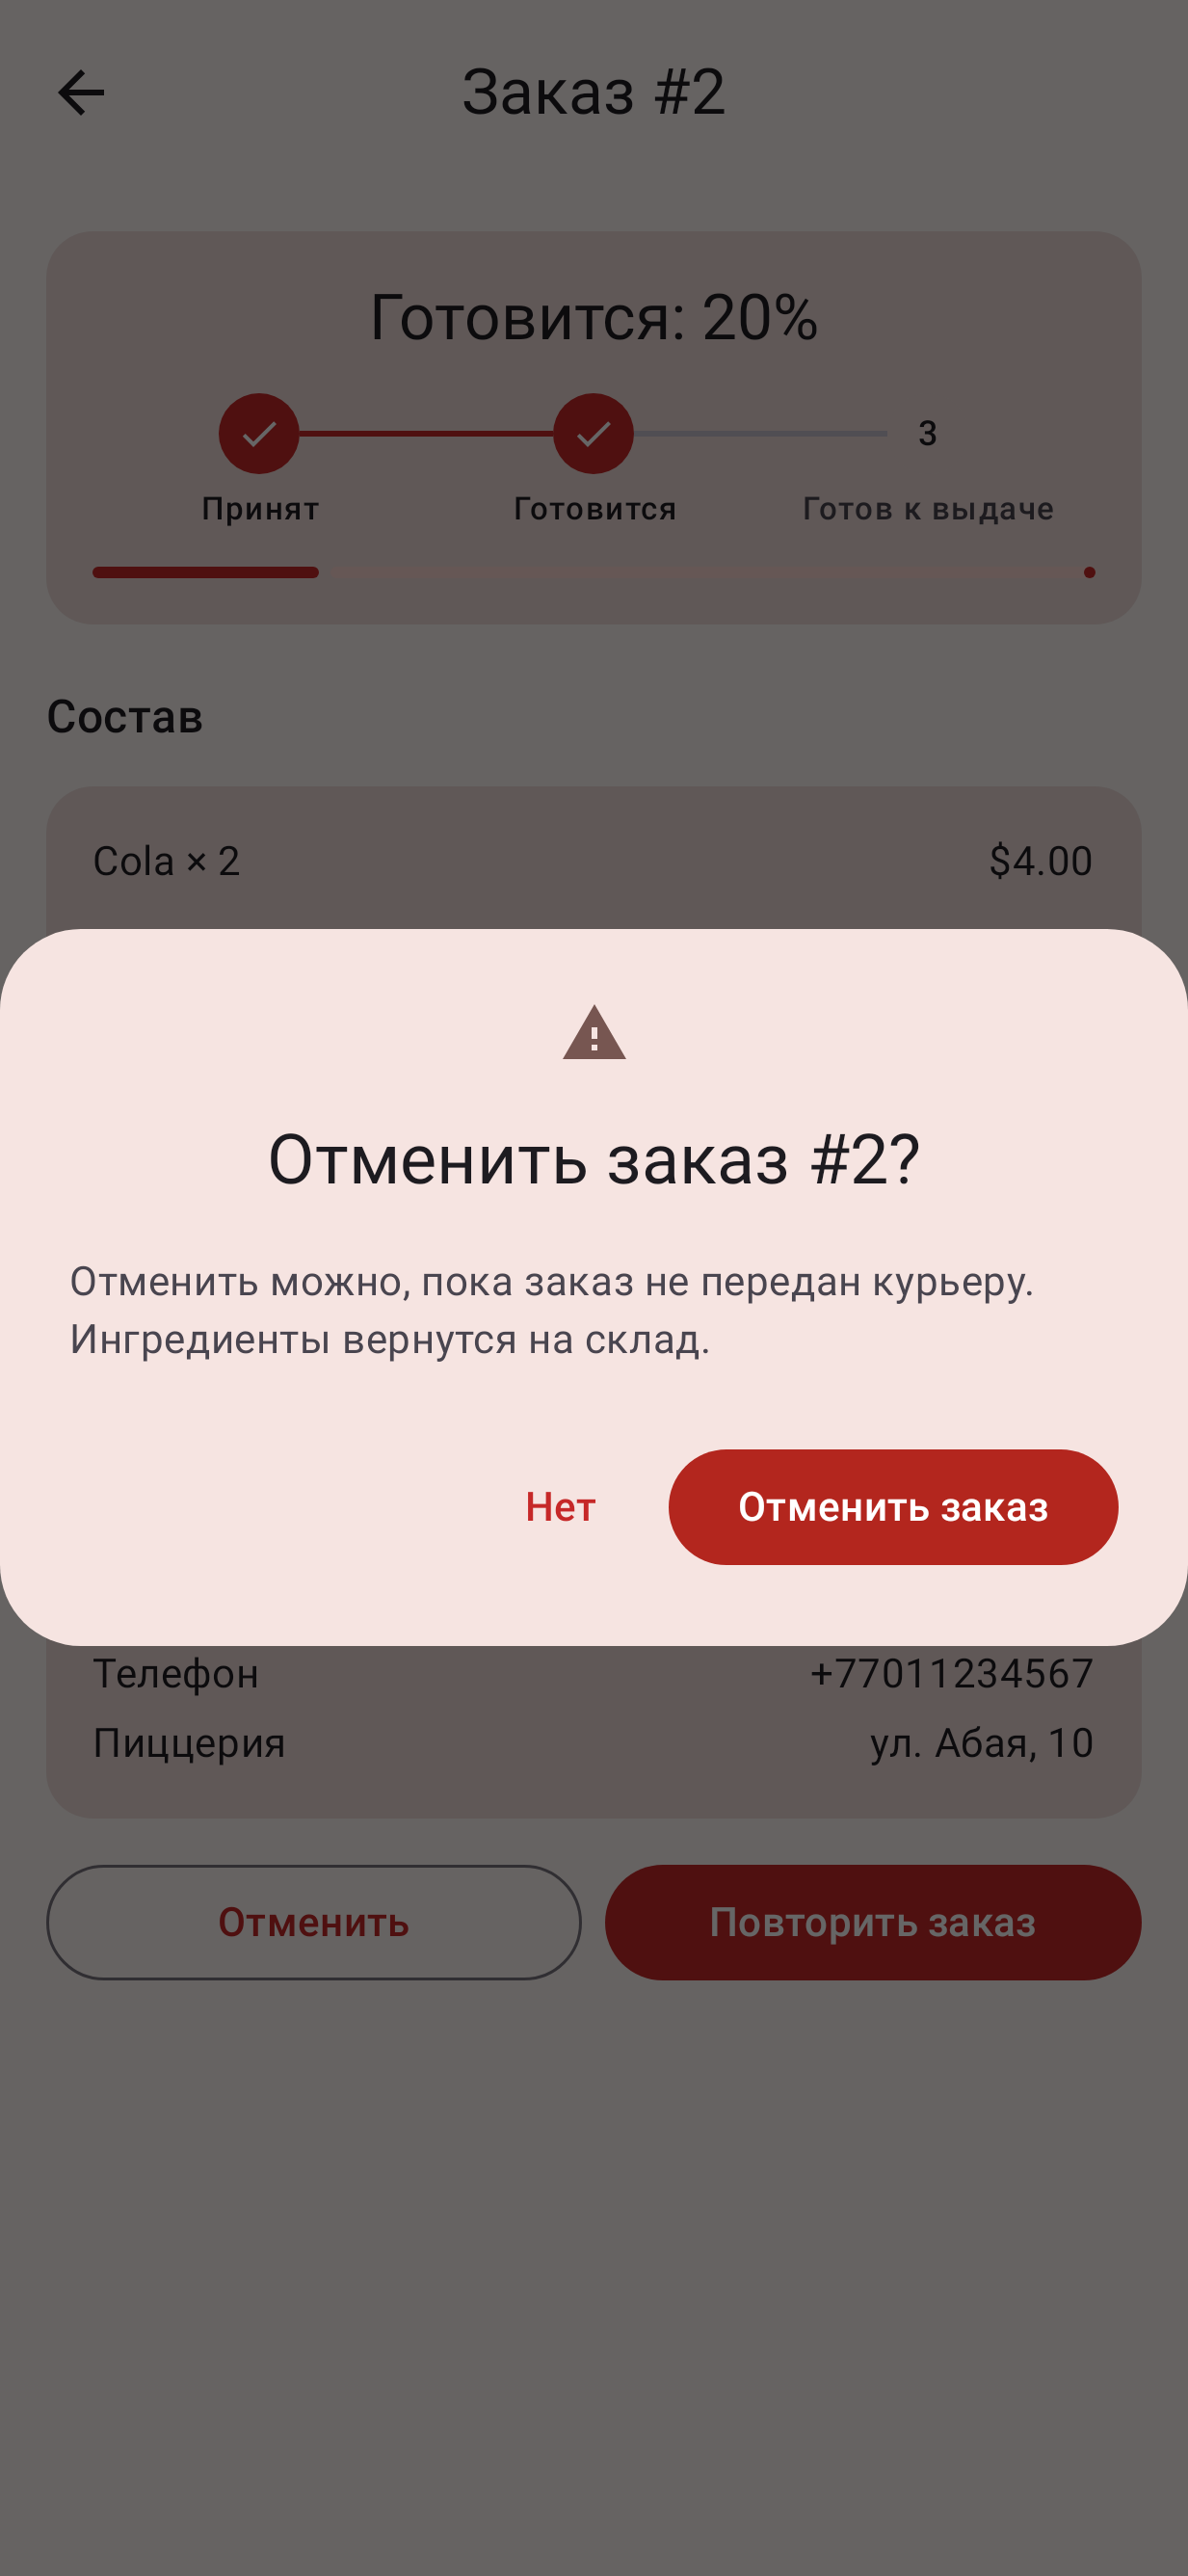 Заказ #2
Готовится: 20%
3
Принят Готовится Готов к выдаче
Состав
Cola × 2 $4.00
Отменить заказ #2?
Отменить можно, пока заказ не передан курьеру.
Ингредиенты вернутся на склад.
Нет Отменить заказ
Телефон +77011234567
Пиццерия ул. Абая, 10
Отменить Повторить заказ